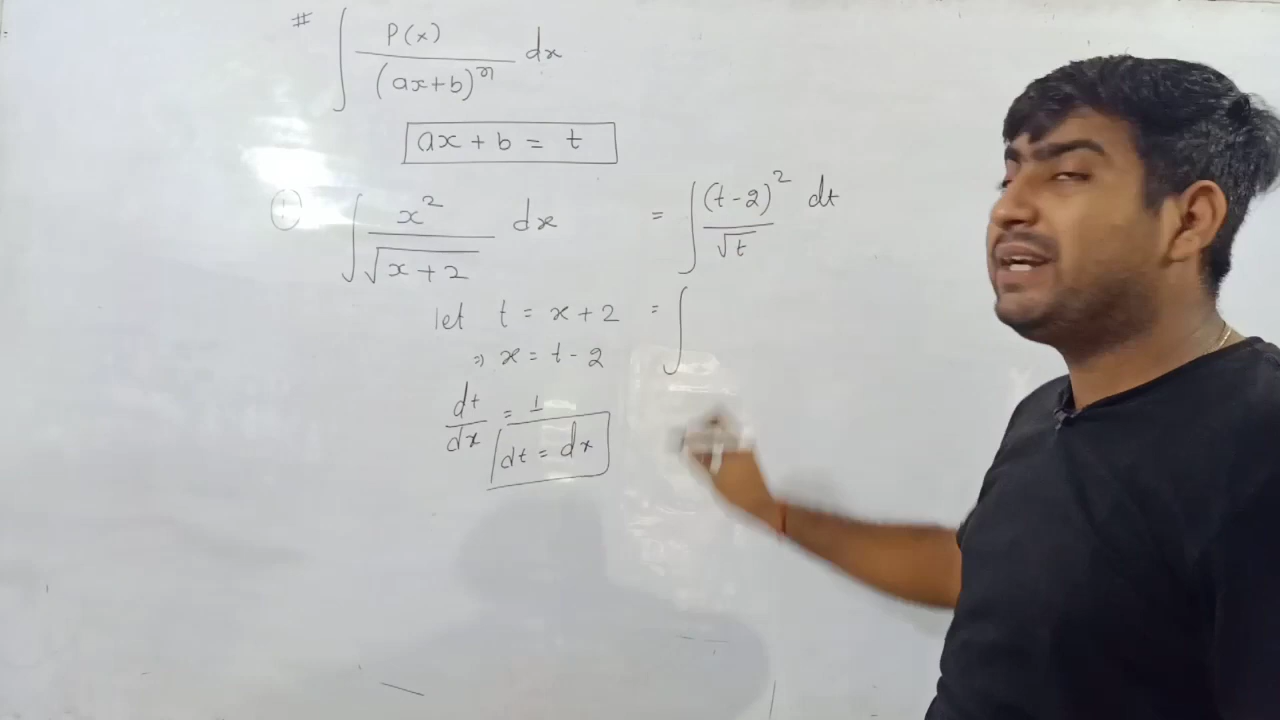 # ∫ P(x) / (ax+b)^n dx
ax + b = t
① ∫ x² / √(x+2) dx
= ∫ (t-2)² / √t dt
let t = x + 2
= ∫
⇒ x = t - 2
dt/dx = 1
dt = dx